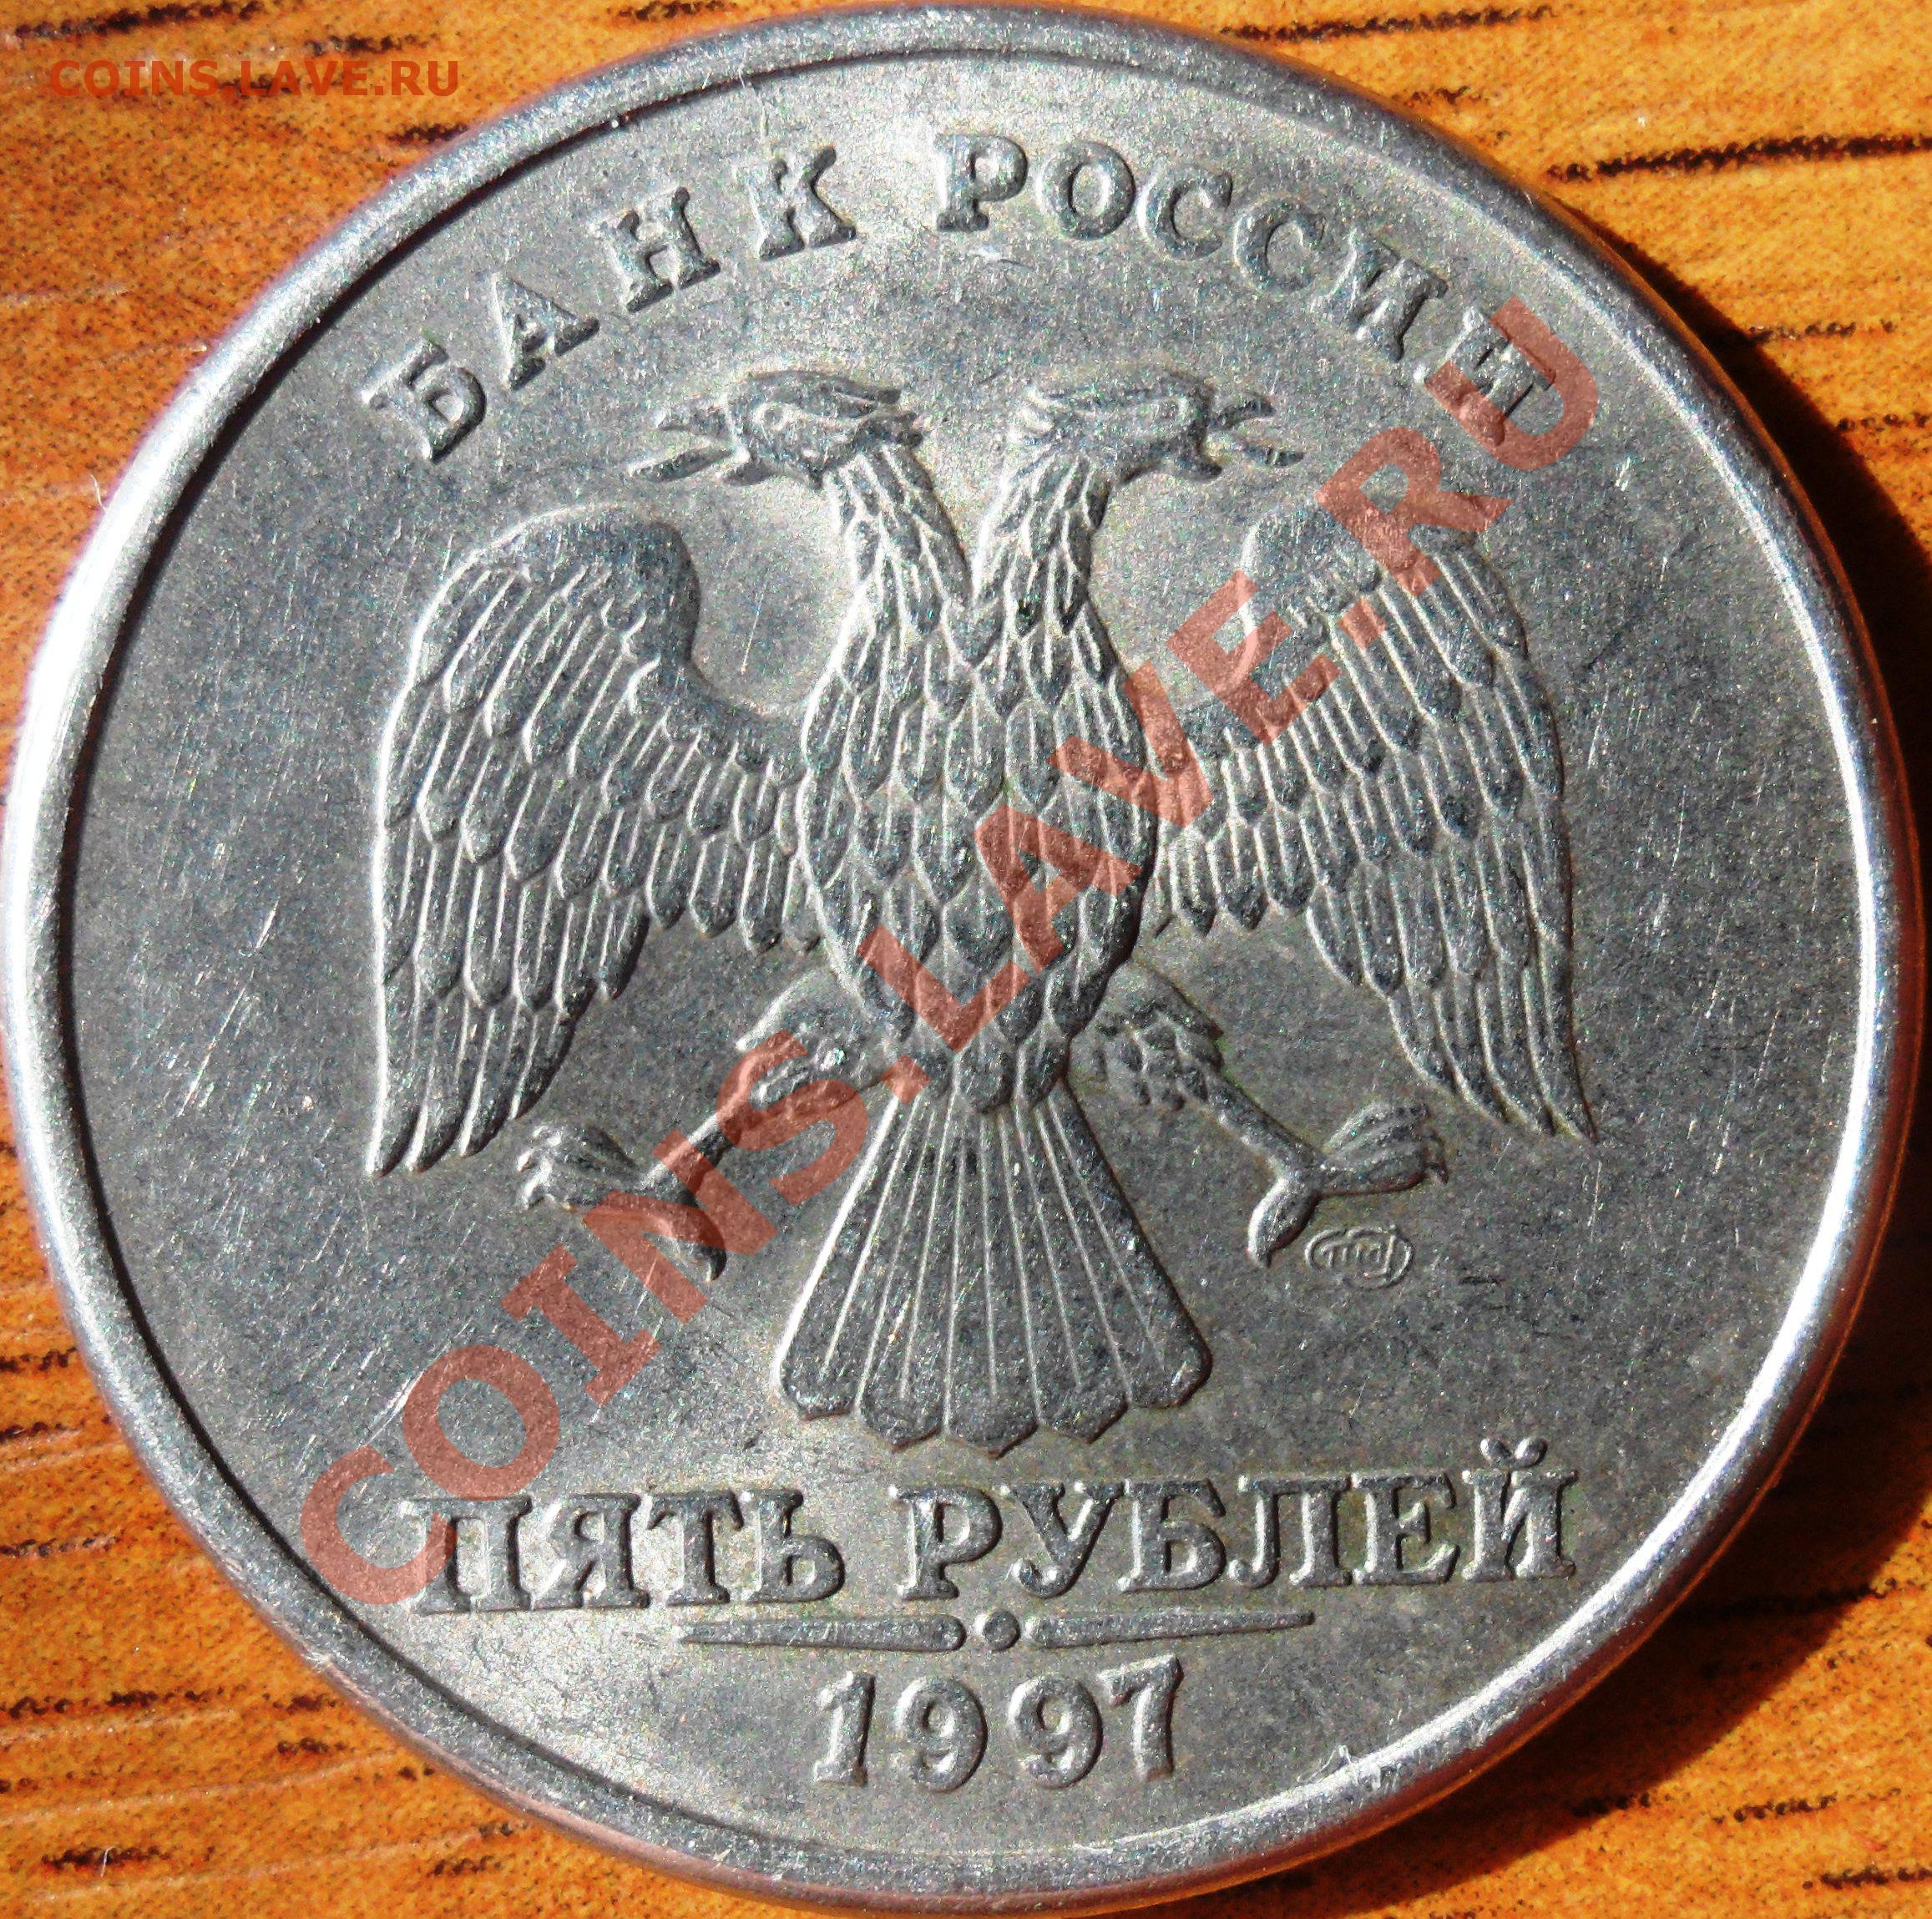 COINS.LAVE.RU
БАНК РОССИИ
COINS.LAVE.RU
ПЯТЬ РУБЛЕЙ
1997